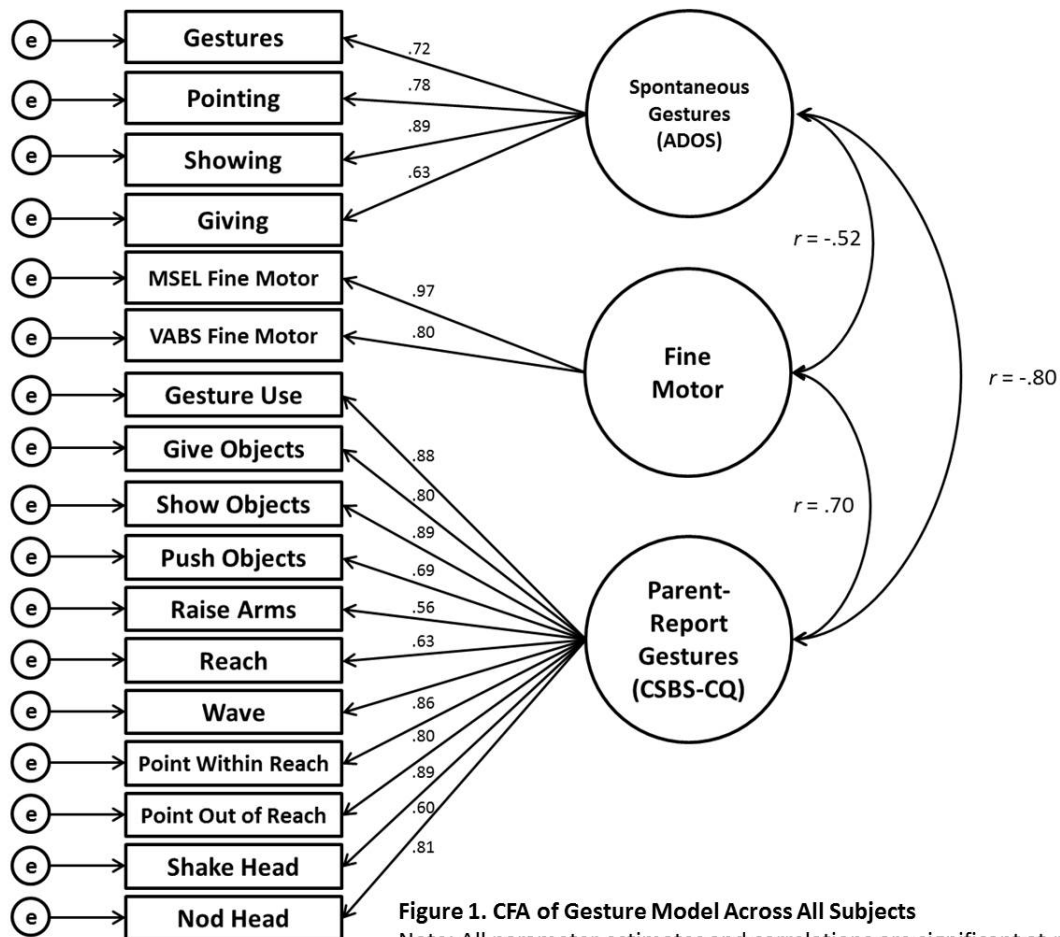 e
Gestures
e
Pointing
e
Showing
e
Giving
e
MSEL Fine Motor
e
VABS Fine Motor
e
Gesture Use
e
Give Objects
e
Show Objects
e
Push Objects
e
Raise Arms
e
Reach
e
Wave
e
Point Within Reach
e
Point Out of Reach
e
Shake Head
e
Nod Head
.72
.78
.89
.63
.97
.80
.88
.80
.89
.69
.56
.63
.86
.80
.89
.60
.81
Spontaneous
Gestures
(ADOS)
Fine
Motor
Parent-
Report
Gestures
(CSBS-CQ)
r = -.52
r = .70
r = -.80
Figure 1. CFA of Gesture Model Across All Subjects